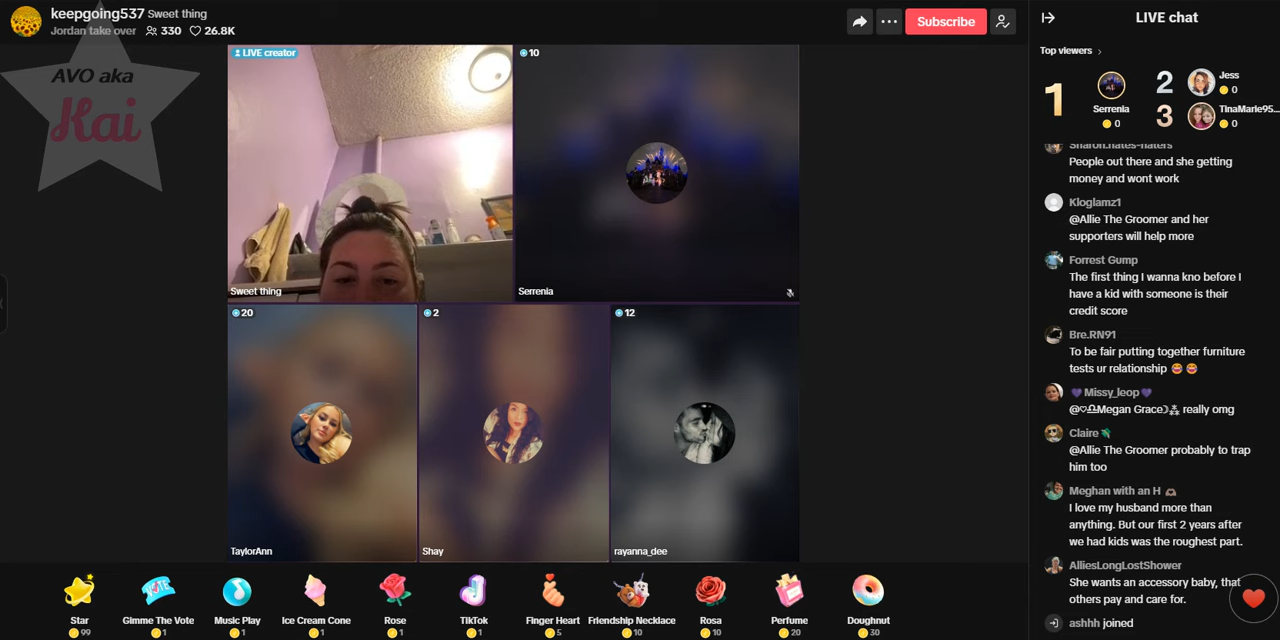 keepgoing537 Sweet thing
Jordan take over 330 26.8K
Subscribe
AVO aka
Kai
LIVE creator
Sweet thing
10
Serrenia
20
TaylorAnn
2
Shay
12
rayanna_dee
Star
99
Gimme The Vote
1
Music Play
1
Ice Cream Cone
1
Rose
1
TikTok
1
Finger Heart
5
Friendship Necklace
10
Rosa
10
Perfume
20
Doughnut
30
LIVE chat
Top viewers >
1
Serrenia
0
2
Jess
0
3
TinaMarie95...
0
Sharon.hates-haters
People out there and she getting
money and wont work
Kloglamz1
@Allie The Groomer and her
supporters will help more
Forrest Gump
The first thing I wanna kno before I
have a kid with someone is their
credit score
Bre.RN91
To be fair putting together furniture
tests ur relationship 😂 😂
💜Missy_leop💜
@♡♎Megan Grace☽⁂ really omg
Claire
@Allie The Groomer probably to trap
him too
Meghan with an H 🫶🏽
I love my husband more than
anything. But our first 2 years after
we had kids was the roughest part.
AlliesLongLostShower
She wants an accessory baby, that
others pay and care for.
ashhh joined